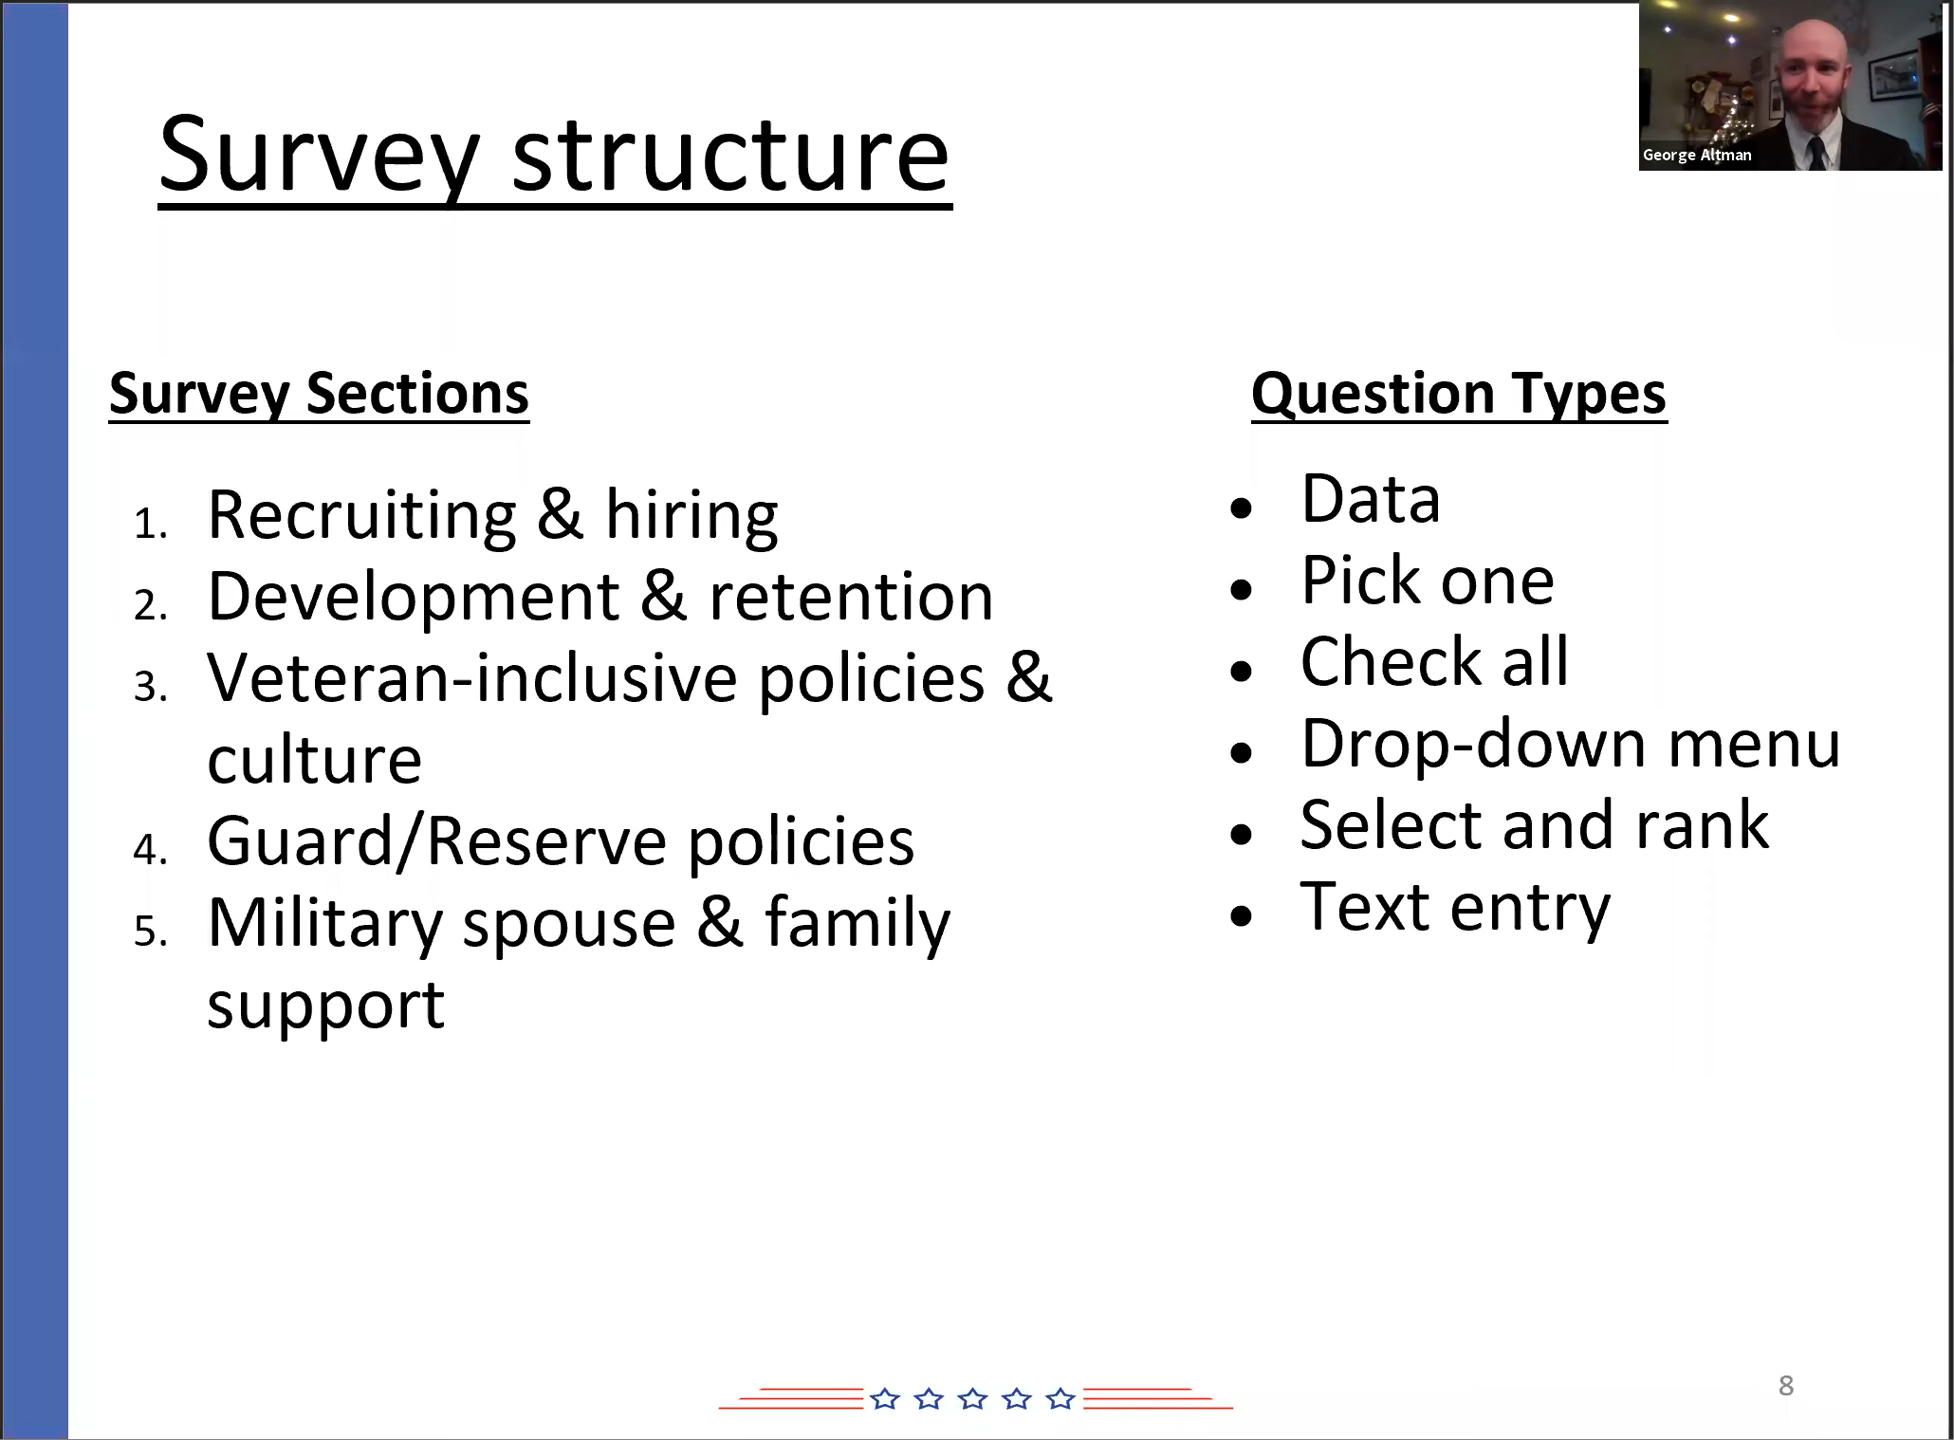 Survey structure
George Altman
Survey Sections
1. Recruiting & hiring
2. Development & retention
3. Veteran-inclusive policies &
culture
4. Guard/Reserve policies
5. Military spouse & family
support
Question Types
• Data
• Pick one
• Check all
• Drop-down menu
• Select and rank
• Text entry
8